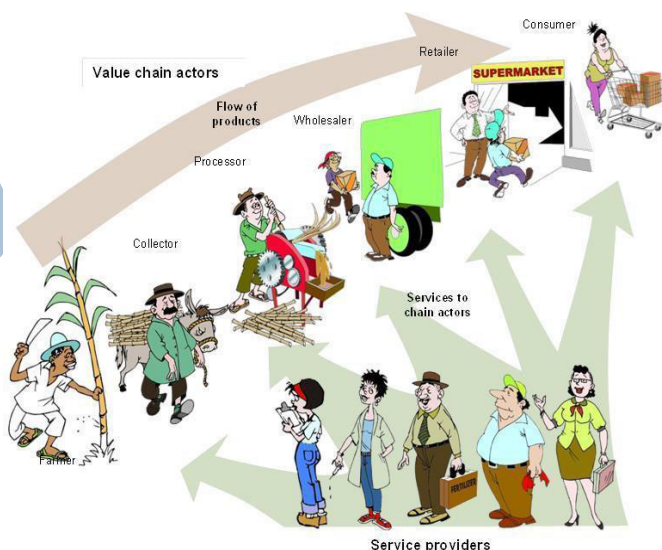 Consumer
Retailer
Value chain actors
SUPERMARKET
Flow of
products
Wholesaler
Processor
Collector
Services to
chain actors
Farmer
FERTILIZER
Service providers